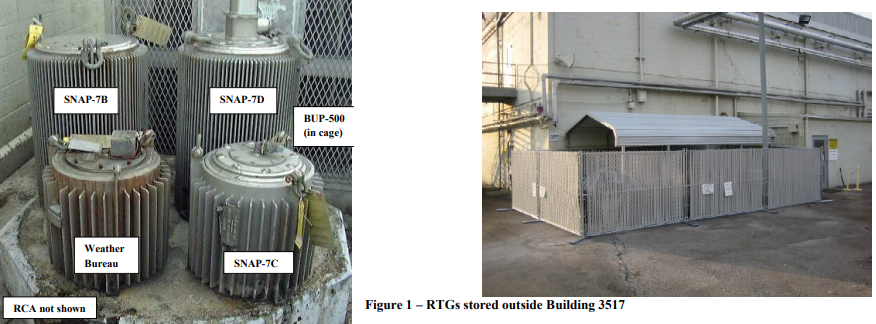 SNAP-7B
SNAP-7D
BUP-500
(in cage)
Weather
Bureau
SNAP-7C
RCA not shown
Figure 1 – RTGs stored outside Building 3517